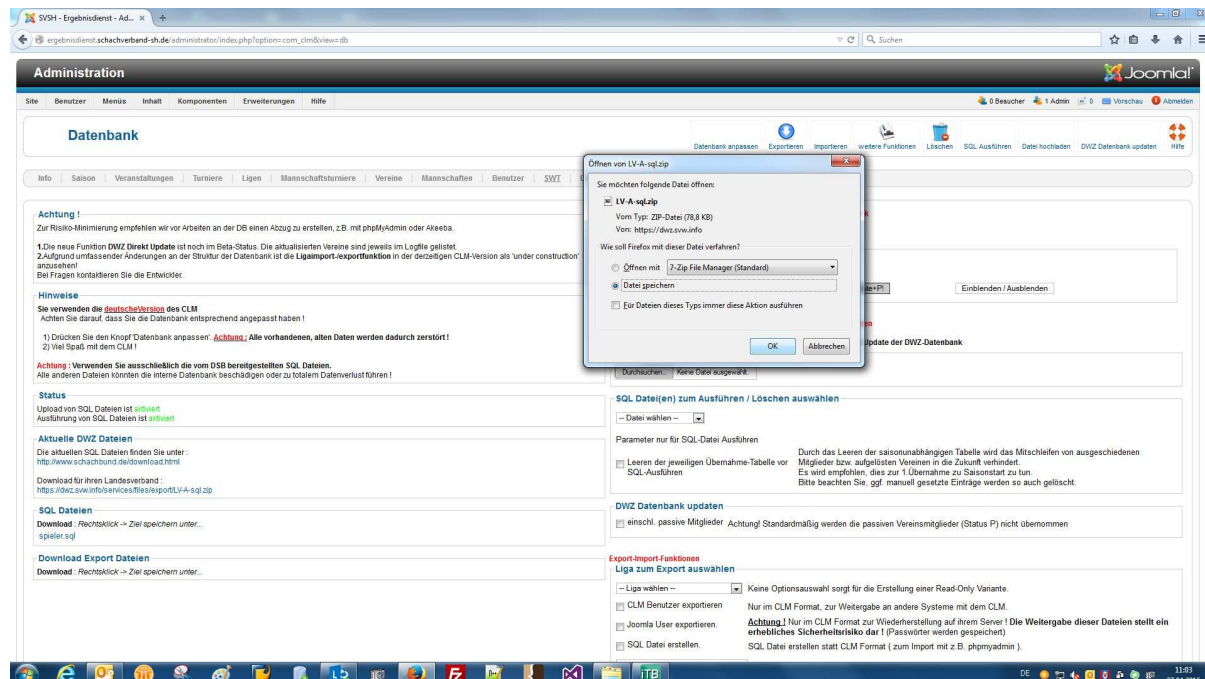 SVSH - Ergebnisdienst - Ad...
ergebnisdienst.schachverband-sh.de/administrator/index.php?option=com_clm&view=db
Suchen
Administration
Joomla!
Site Benutzer Menüs Inhalt Komponenten Erweiterungen Hilfe
0 Besucher 1 Admin 0 Vorschau Abmelden
Datenbank
Datenbank anpassen Exportieren Importieren weitere Funktionen Löschen SQL Ausführen Datei hochladen DWZ Datenbank updaten Hilfe
Info Saison Veranstaltungen Turniere Ligen Mannschaftsturniere Vereine Mannschaften Benutzer SWT
Öffnen von LV-A-sql.zip
Sie möchten folgende Datei öffnen:
LV-A-sql.zip
Vom Typ: ZIP-Datei (78,8 KB)
Von: https://dwz.svw.info
Wie soll Firefox mit dieser Datei verfahren?
Öffnen mit 7-Zip File Manager (Standard)
Datei speichern
Für Dateien dieses Typs immer diese Aktion ausführen
OK Abbrechen
Achtung !
Zur Risiko-Minimierung empfehlen wir vor Arbeiten an der DB einen Abzug zu erstellen, z.B. mit phpMyAdmin oder Akeeba.
1.Die neue Funktion DWZ Direkt Update ist noch im Beta-Status. Die aktualisierten Vereine sind jeweils im Logfile gelistet.
2.Aufgrund umfassender Änderungen an der Struktur der Datenbank ist die Ligaimport-/exportfunktion in der derzeitigen CLM-Version als 'under construction'
anzusehen!
Bei Fragen kontaktieren Sie die Entwickler.
Hinweise
Sie verwenden die deutscheVersion des CLM
Achten Sie darauf, dass Sie die Datenbank entsprechend angepasst haben !
1) Drücken Sie den Knopf 'Datenbank anpassen'. Achtung : Alle vorhandenen, alten Daten werden dadurch zerstört !
2) Viel Spaß mit dem CLM !
Achtung : Verwenden Sie ausschließlich die vom DSB bereitgestellten SQL Dateien.
Alle anderen Dateien könnten die interne Datenbank beschädigen oder zu totalem Datenverlust führen !
Status
Upload von SQL Dateien ist aktiviert
Ausführung von SQL Dateien ist aktiviert
Aktuelle DWZ Dateien
Die aktuellen SQL Dateien finden Sie unter :
http://www.schachbund.de/download.html
Download für ihren Landesverband :
https://dwz.svw.info/services/files/export/LV-A-sql.zip
SQL Dateien
Download : Rechtsklick -> Ziel speichern unter...
spieler.sql
Download Export Dateien
Download : Rechtsklick -> Ziel speichern unter...
Einblenden / Ausblenden
Update der DWZ-Datenbank
Durchsuchen... Keine Datei ausgewählt.
SQL Datei(en) zum Ausführen / Löschen auswählen
-- Datei wählen --
Parameter nur für SQL-Datei Ausführen
Leeren der jeweiligen Übernahme-Tabelle vor
SQL-Ausführen
Durch das Leeren der saisonunabhängigen Tabelle wird das Mitschleifen von ausgeschiedenen
Mitglieder bzw. aufgelösten Vereinen in die Zukunft verhindert.
Es wird empfohlen, dies zur 1.Übernahme zu Saisonstart zu tun.
Bitte beachten Sie, ggf. manuell gesetzte Einträge werden so auch gelöscht.
DWZ Datenbank updaten
einschl. passive Mitglieder Achtung! Standardmäßig werden die passiven Vereinsmitglieder (Status P) nicht übernommen
Export-Import-Funktionen
Liga zum Export auswählen
-- Liga wählen -- Keine Optionsauswahl sorgt für die Erstellung einer Read-Only Variante.
CLM Benutzer exportieren Nur im CLM Format, zur Weitergabe an andere Systeme mit dem CLM.
Joomla User exportieren. Achtung ! Nur im CLM Format zur Wiederherstellung auf ihrem Server ! Die Weitergabe dieser Dateien stellt ein
erhebliches Sicherheitsrisiko dar ! (Passwörter werden gespeichert)
SQL Datei erstellen. SQL Datei erstellen statt CLM Format ( zum Import mit z.B. phpmyadmin ).
DE 11:03